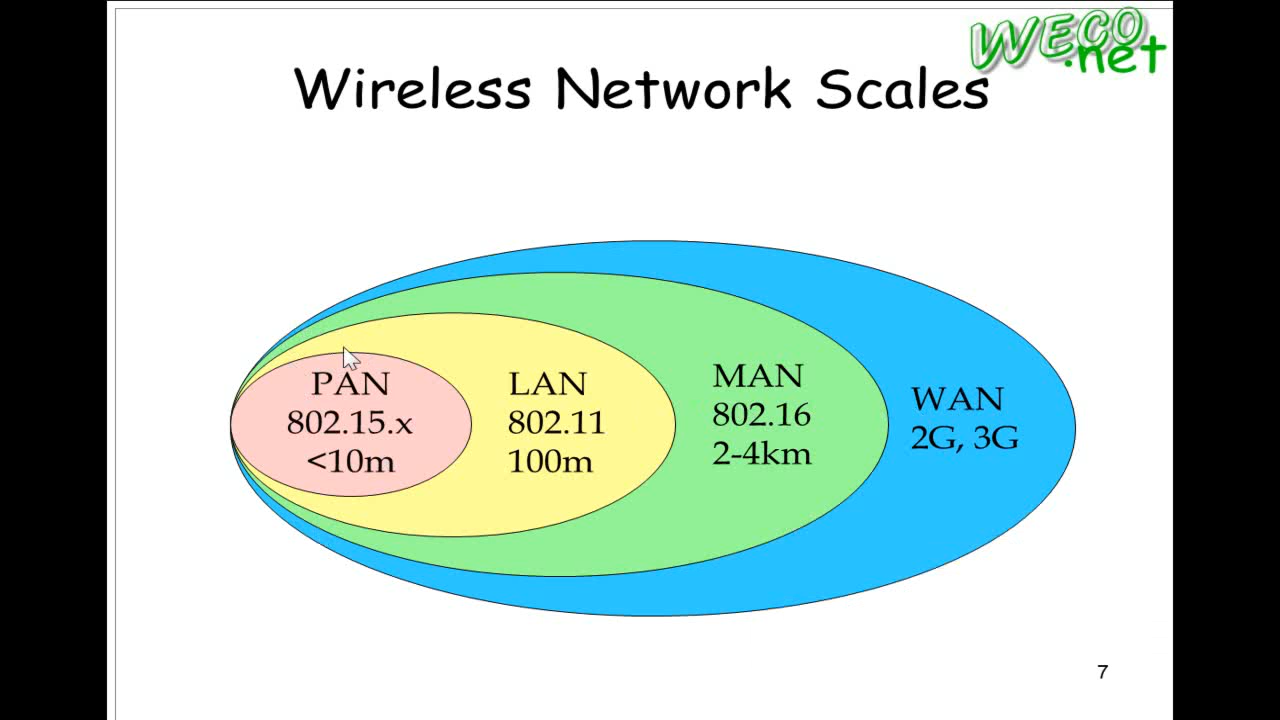 WECO
.net
Wireless Network Scales
PAN
802.15.x
<10m
LAN
802.11
100m
MAN
802.16
2-4km
WAN
2G, 3G
7